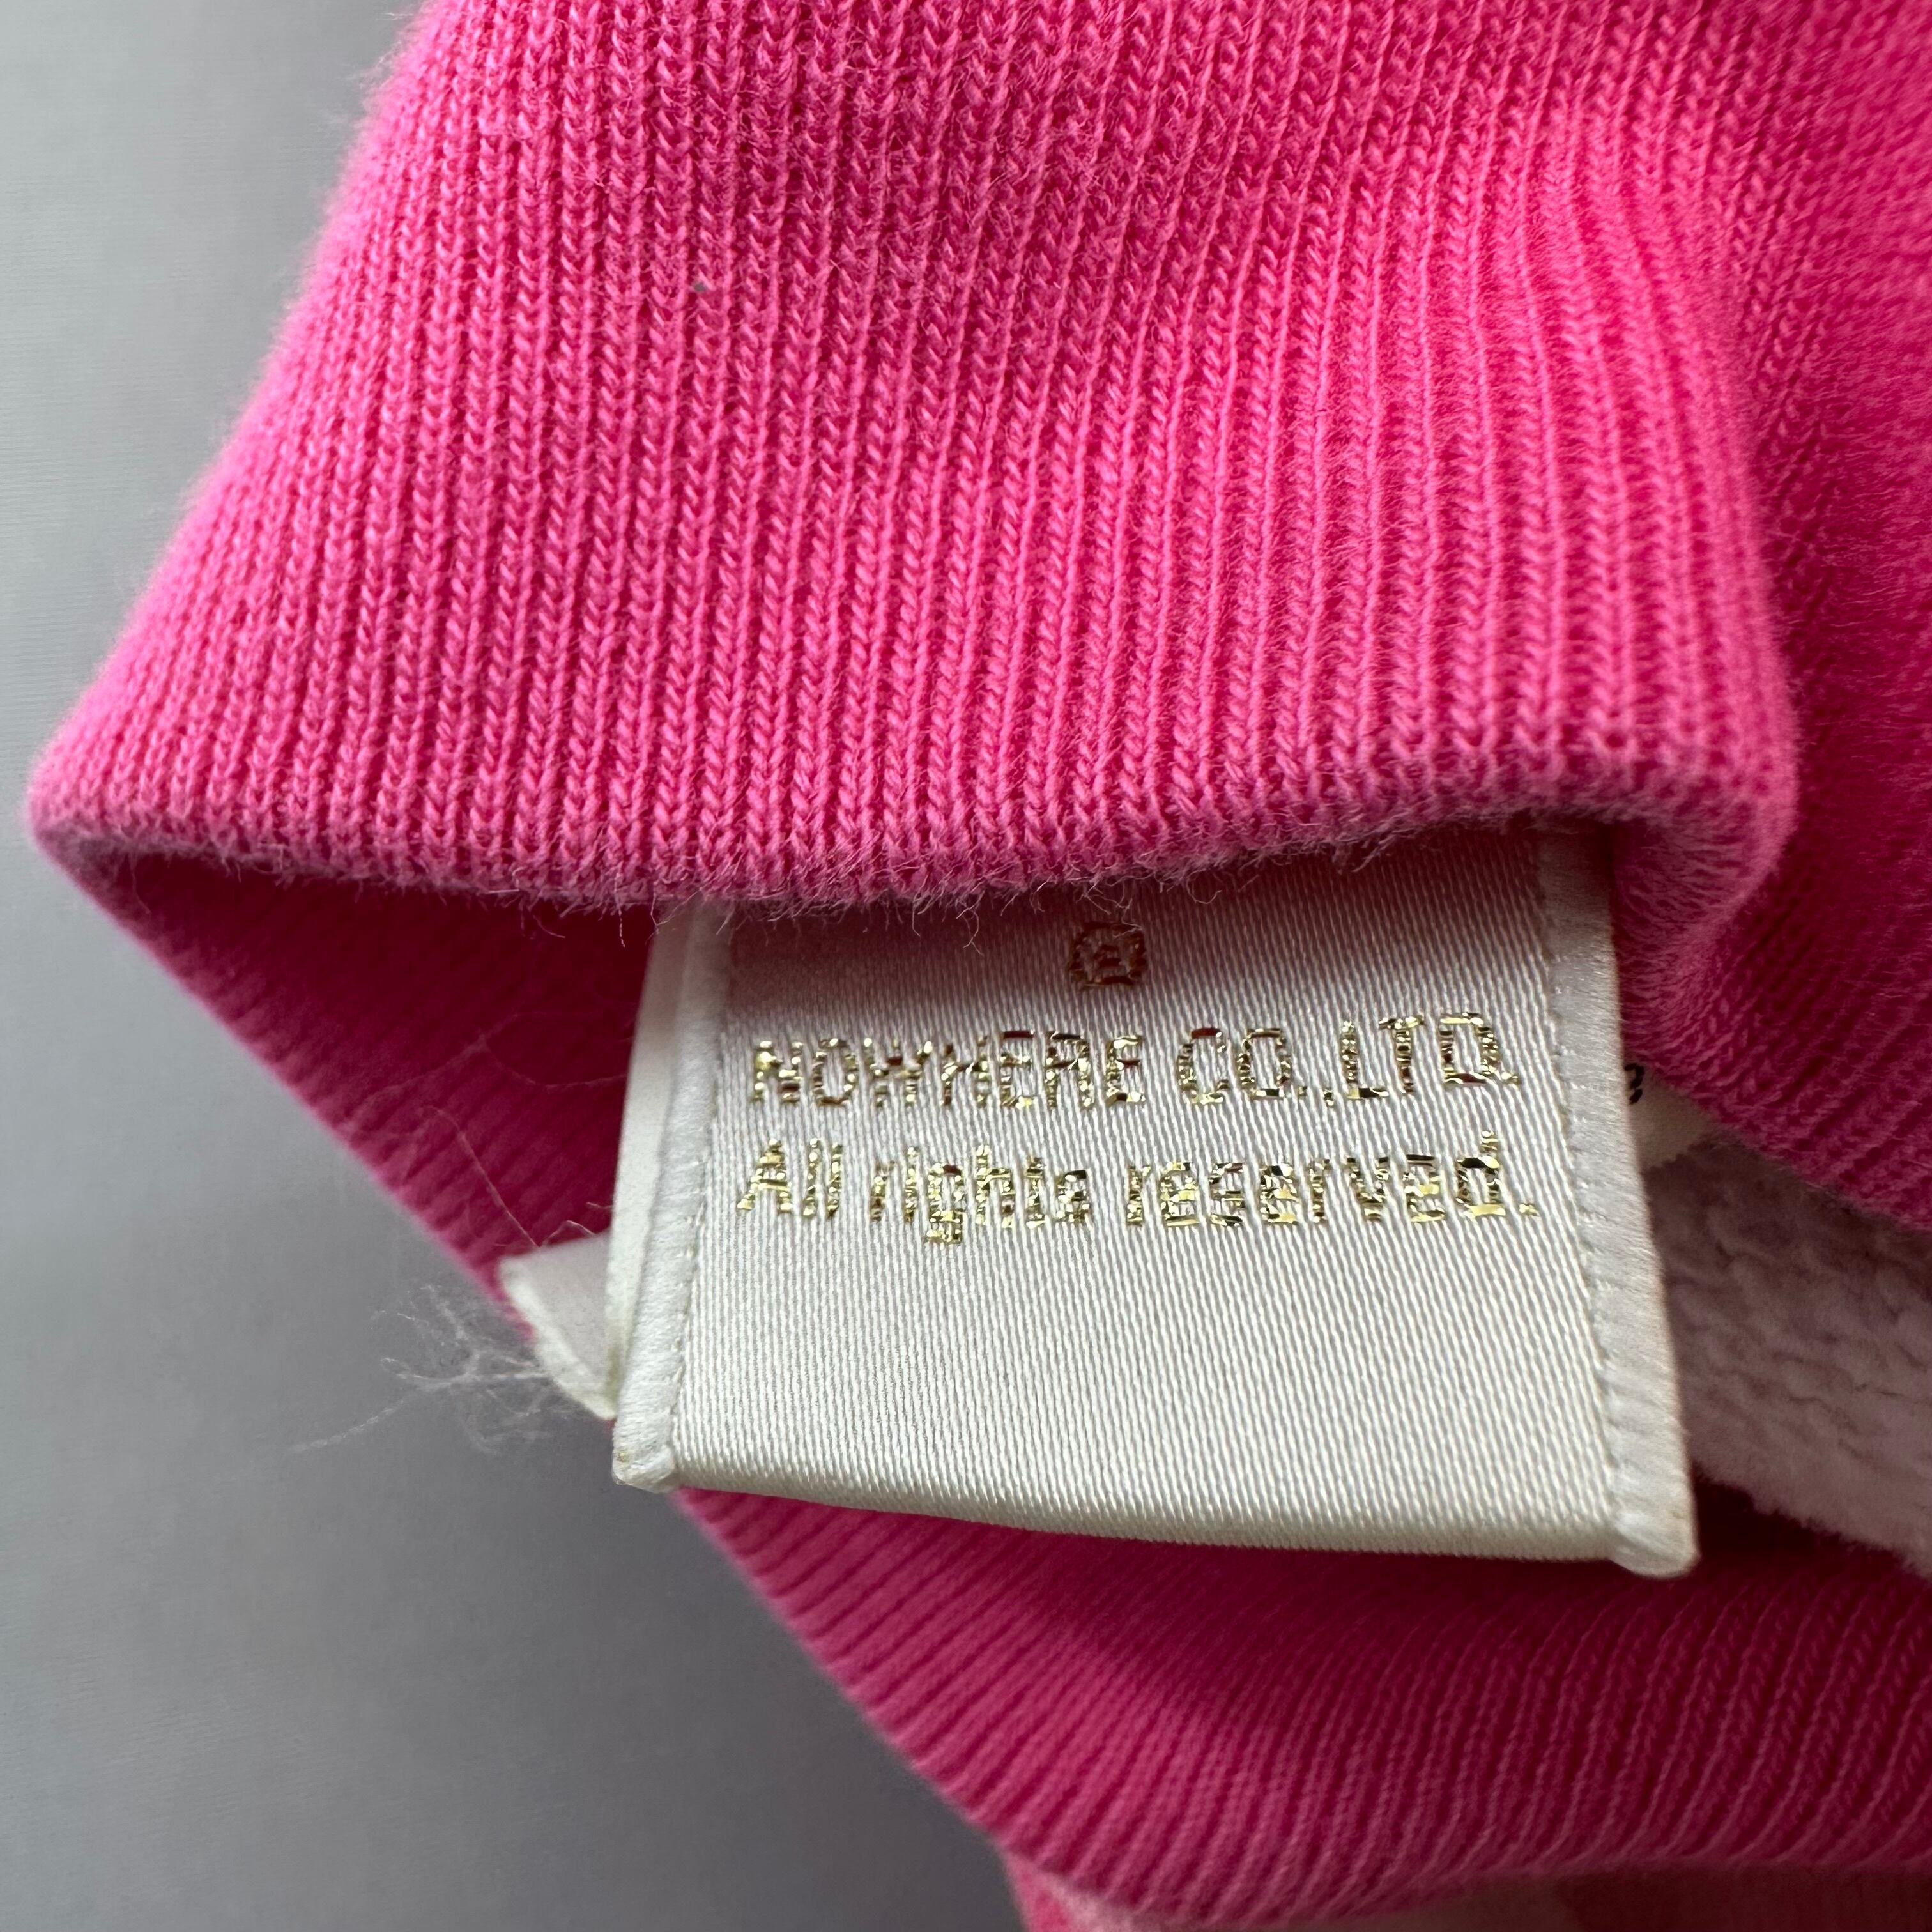 NOWHERE CO.,LTD.
All rights reserved.